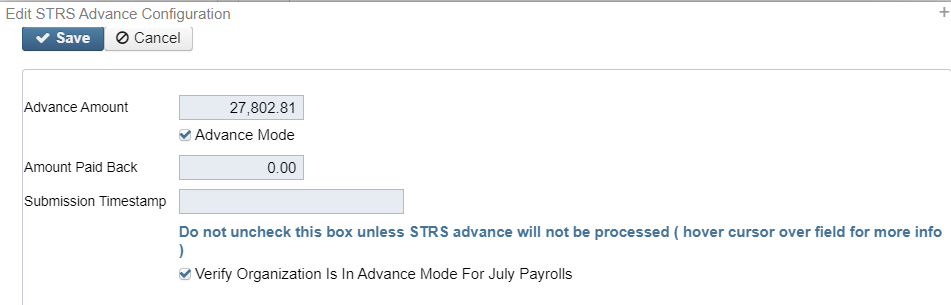 Edit STRS Advance Configuration
Save Cancel
Advance Amount 27,802.81
Advance Mode
Amount Paid Back 0.00
Submission Timestamp
Do not uncheck this box unless STRS advance will not be processed ( hover cursor over field for more info
)
Verify Organization Is In Advance Mode For July Payrolls